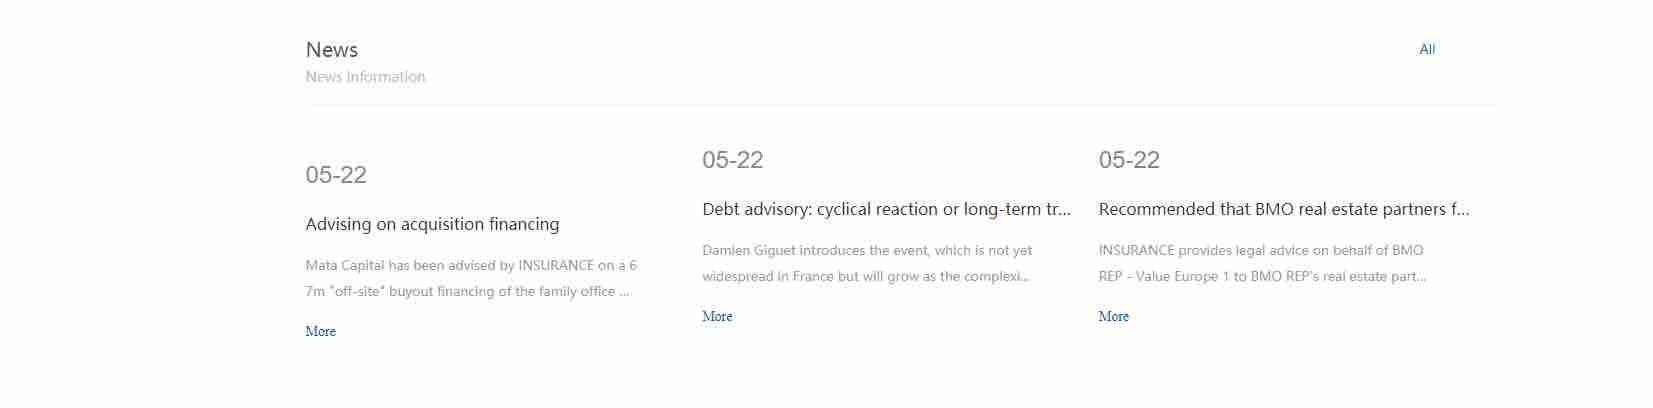 News
All
News Information
05-22
Advising on acquisition financing
Mata Capital has been advised by INSURANCE on a 6
7m "off-site" buyout financing of the family office ...
More
05-22
Debt advisory: cyclical reaction or long-term tr...
Damien Giguet introduces the event, which is not yet
widespread in France but will grow as the complexi...
More
05-22
Recommended that BMO real estate partners f...
INSURANCE provides legal advice on behalf of BMO
REP - Value Europe 1 to BMO REP's real estate part...
More